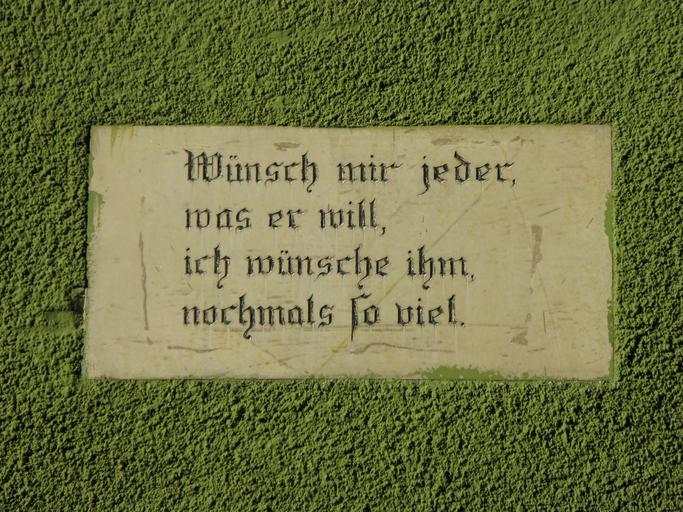 Wünsch mir jeder,
was er will,
ich wünsche ihm,
nochmals ſo viel.